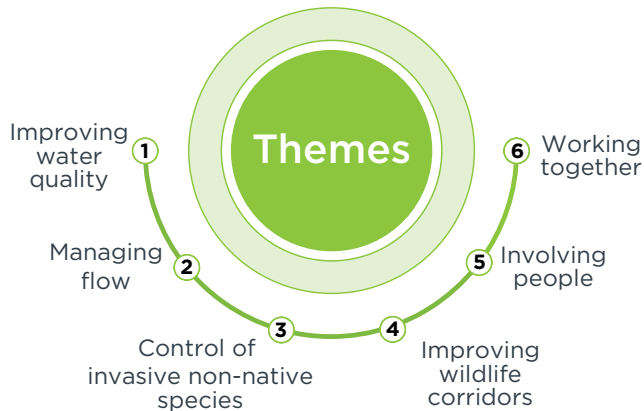 Themes
1
Improving
water
quality
2
Managing
flow
3
Control of
invasive non-native
species
4
Improving
wildlife
corridors
5
Involving
people
6
Working
together